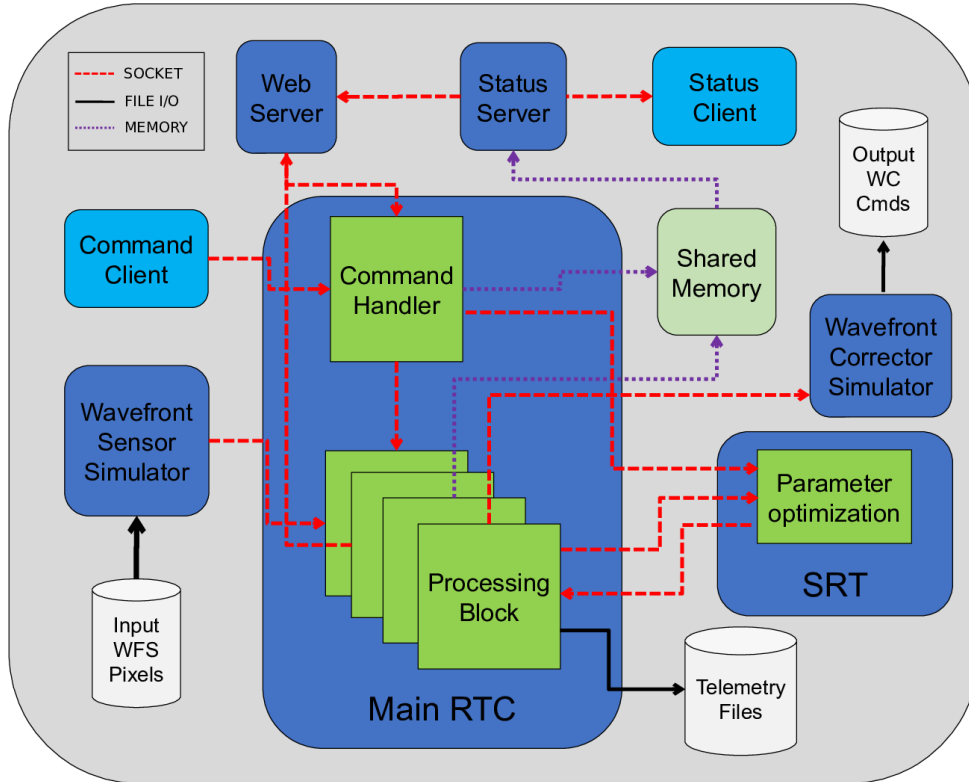 SOCKET
FILE I/O
MEMORY
Web
Server
Status
Server
Status
Client
Output
WC
Cmds
Command
Client
Command
Handler
Shared
Memory
Wavefront
Corrector
Simulator
Wavefront
Sensor
Simulator
Parameter
optimization
SRT
Processing
Block
Input
WFS
Pixels
Main RTC
Telemetry
Files